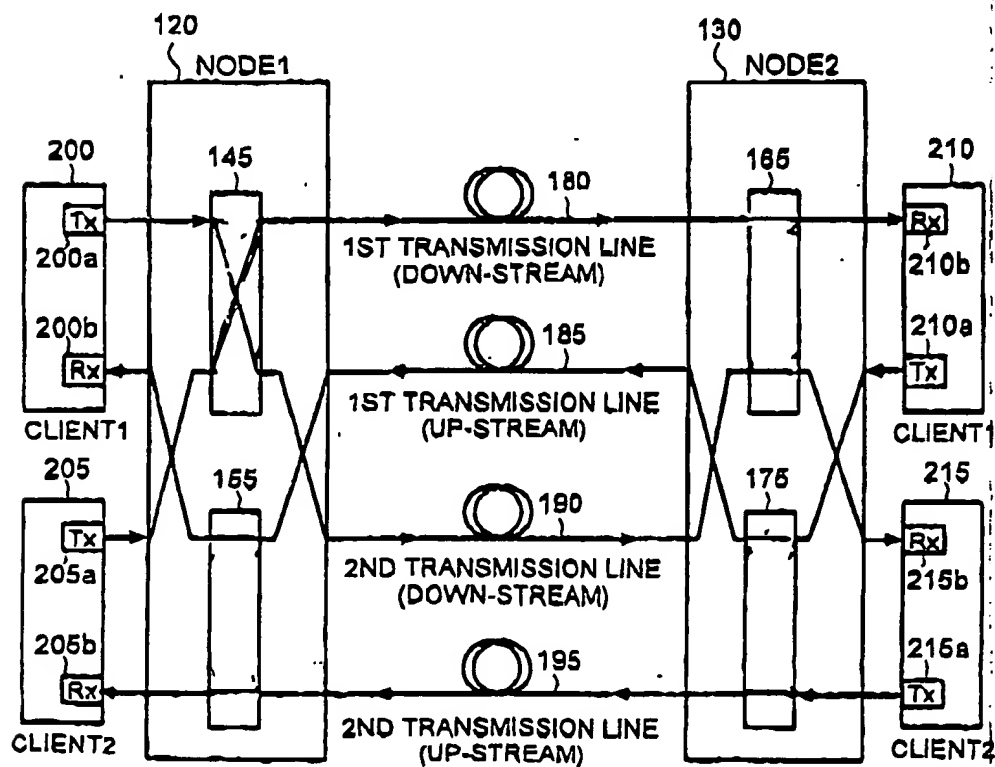 120
130
NODE1
NODE2
200
145
165
210
Tx
180
Rx
200a
1ST TRANSMISSION LINE
(DOWN-STREAM)
210b
200b
185
210a
Rx
Tx
CLIENT1
1ST TRANSMISSION LINE
(UP-STREAM)
CLIENT1
205
155
175
215
Tx
190
Rx
205a
2ND TRANSMISSION LINE
(DOWN-STREAM)
215b
205b
195
215a
Rx
Tx
CLIENT2
2ND TRANSMISSION LINE
(UP-STREAM)
CLIENT2